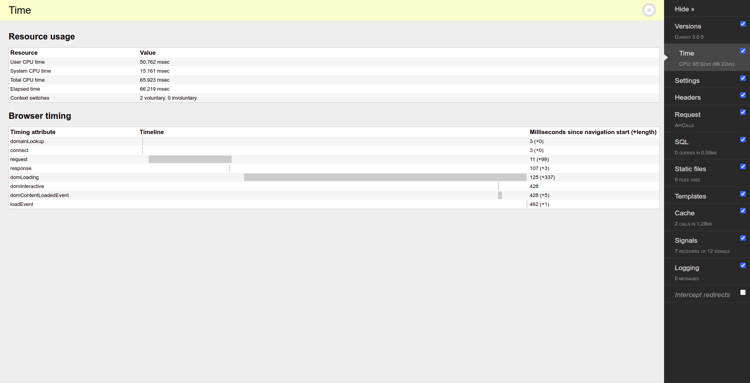 Time
Resource usage
Resource Value
User CPU time 50.762 msec
System CPU time 15.161 msec
Total CPU time 65.923 msec
Elapsed time 66.219 msec
Context switches 2 voluntary, 0 involuntary
Browser timing
Timing attribute Timeline Milliseconds since navigation start (+length)
domainLookup 3 (+0)
connect 3 (+0)
request 11 (+99)
response 107 (+3)
domLoading 125 (+337)
domInteractive 428
domContentLoadedEvent 428 (+5)
loadEvent 462 (+1)
Hide »
Versions
Django 3.0.5
Time
CPU: 65.92ms (66.22ms)
Settings
Headers
Request
ApiCalls
SQL
0 queries in 0.00ms
Static files
0 files used
Templates
Cache
2 calls in 1.28ms
Signals
7 receivers of 12 signals
Logging
0 messages
Intercept redirects